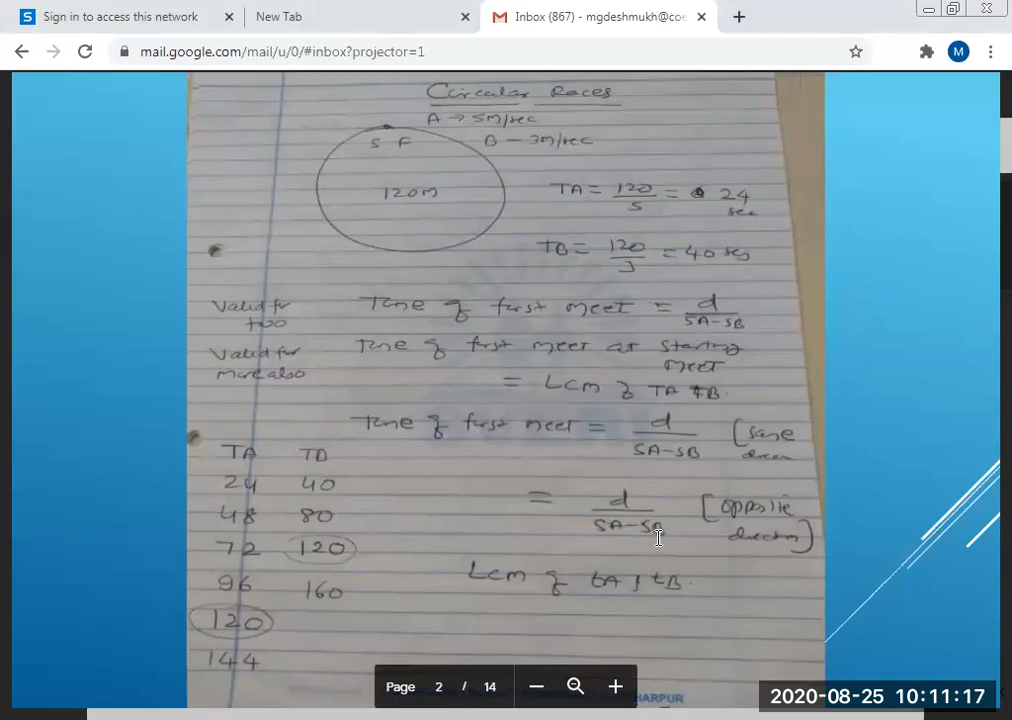 Sign in to access this network
New Tab
Inbox (867) - mgdeshmukh@coe
mail.google.com/mail/u/0/#inbox?projector=1
M
Circular Races
A → 5m/sec
S F
B - 3m/sec
120m
TA = 120/5 = 24 sec
TB = 120/3 = 40 sec
Valid for two
Time of first meet = d/SA-SB
Valid for more also
Time of first meet at starting meet
= Lcm of TA & TB.
Time of first meet = d/SA-SB [same direcn
= d/SA-SB [opposite direction]
Lcm of tA & tB.
TA TB
24 40
48 80
72 120
96 160
120
144
Page 2 / 14
HARPUR
2020-08-25 10:11:17